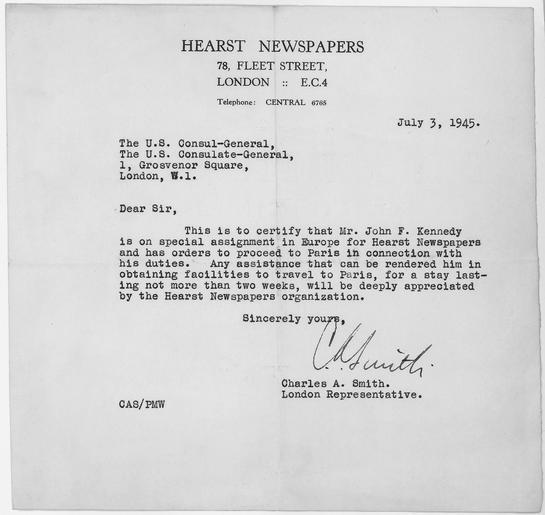 HEARST NEWSPAPERS
78, FLEET STREET,
LONDON :: E.C.4
Telephone: CENTRAL 6765
July 3, 1945.
The U.S. Consul-General,
The U.S. Consulate-General,
1, Grosvenor Square,
London, W.1.
Dear Sir,
This is to certify that Mr. John F. Kennedy
is on special assignment in Europe for Hearst Newspapers
and has orders to proceed to Paris in connection with
his duties. Any assistance that can be rendered him in
obtaining facilities to travel to Paris, for a stay last-
ing not more than two weeks, will be deeply appreciated
by the Hearst Newspapers organization.
Sincerely yours,
C.A. Smith.
Charles A. Smith.
London Representative.
CAS/PMW